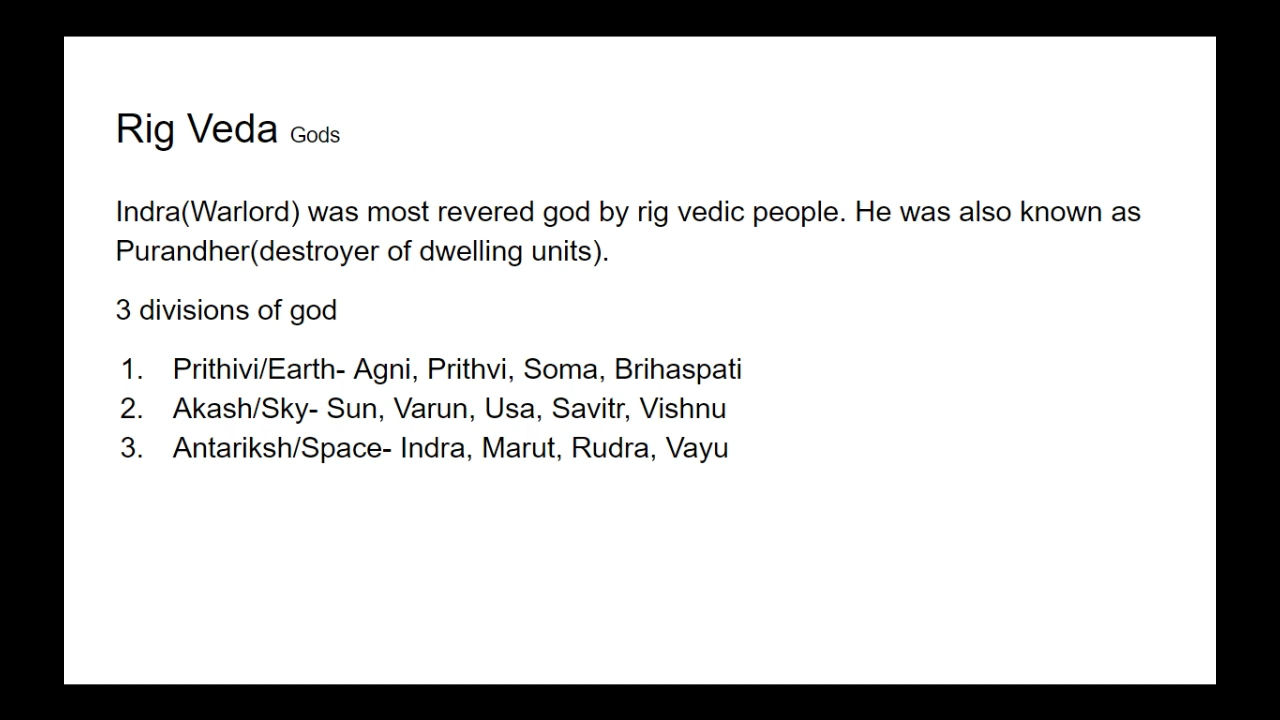 Rig Veda Gods
Indra(Warlord) was most revered god by rig vedic people. He was also known as
Purandher(destroyer of dwelling units).
3 divisions of god
1. Prithivi/Earth- Agni, Prithvi, Soma, Brihaspati
2. Akash/Sky- Sun, Varun, Usa, Savitr, Vishnu
3. Antariksh/Space- Indra, Marut, Rudra, Vayu